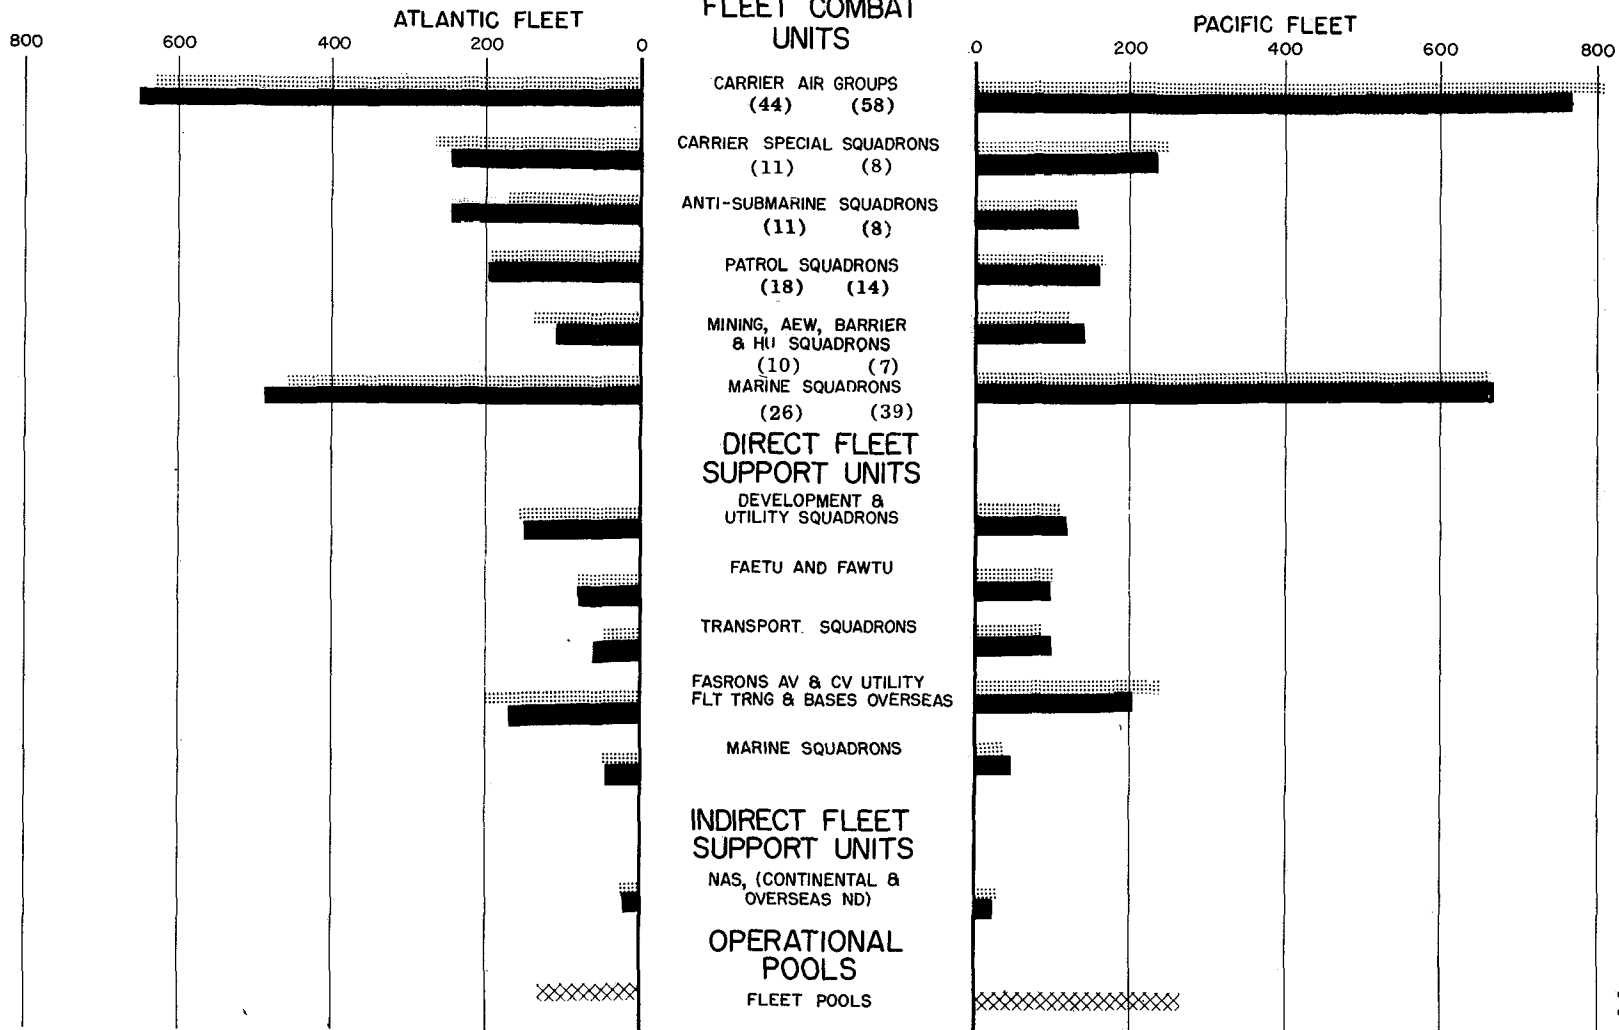 ATLANTIC FLEET
800 600 400 200 0
FLEET COMBAT
UNITS
PACIFIC FLEET
.0 200 400 600 800
CARRIER AIR GROUPS
(44) (58)
CARRIER SPECIAL SQUADRONS
(11) (8)
ANTI-SUBMARINE SQUADRONS
(11) (8)
PATROL SQUADRONS
(18) (14)
MINING, AEW, BARRIER
& HU SQUADRONS
(10) (7)
MARINE SQUADRONS
(26) (39)
DIRECT FLEET
SUPPORT UNITS
DEVELOPMENT &
UTILITY SQUADRONS
FAETU AND FAWTU
TRANSPORT. SQUADRONS
FASRONS AV & CV UTILITY
FLT TRNG & BASES OVERSEAS
MARINE SQUADRONS
INDIRECT FLEET
SUPPORT UNITS
NAS, (CONTINENTAL &
OVERSEAS ND)
OPERATIONAL
POOLS
FLEET POOLS